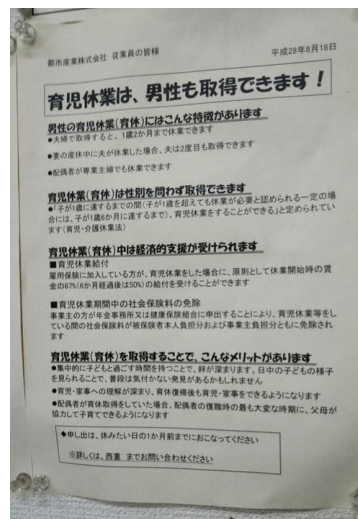 都市産業株式会社 従業員の皆様
平成28年8月18日
育児休業は、男性も取得できます！
男性の育児休業(育休)にはこんな特徴があります
●夫婦で取得すると、1歳2か月まで休業できます
●妻の産休中に夫が休業した場合、夫は2度目も取得できます
●配偶者が専業主婦でも休業できます
育児休業(育休)は性別を問わず取得できます
●「子が1歳に達するまでの間(子が1歳を超えても休業が必要と認められる一定の場
合には、子が1歳6か月に達するまで)、育児休業をすることができる」と定められてい
ます(育児・介護休業法)
育児休業(育休)中は経済的支援が受けられます
■育児休業給付
雇用保険に加入している方が、育児休業をした場合に、原則として休業開始時の賃
金の67%(6か月経過後は50%)の給付を受けることができます
■育児休業期間中の社会保険料の免除
事業主の方が年金事務所又は健康保険組合に申出することにより、育児休業等をし
ている間の社会保険料が被保険者本人負担分および事業主負担分ともに免除されま
す
育児休業(育休)を取得することで、こんなメリットがあります
●集中的に子どもと過ごす時間を持つことで、絆が深まります。日中の子どもの様子
を見られることで、普段は気付かない発見があるかもしれません
●育児・家事への理解が深まり、育休復帰後も育児・家事をできるようになります
●配偶者が育休取得をしていた場合、配偶者の復職時の最も大変な時期に、父母が
協力して子育てできるようになります
◆申し出は、休みたい日の1か月前までにおこなってください
※詳しくは、西重 までお問い合わせください